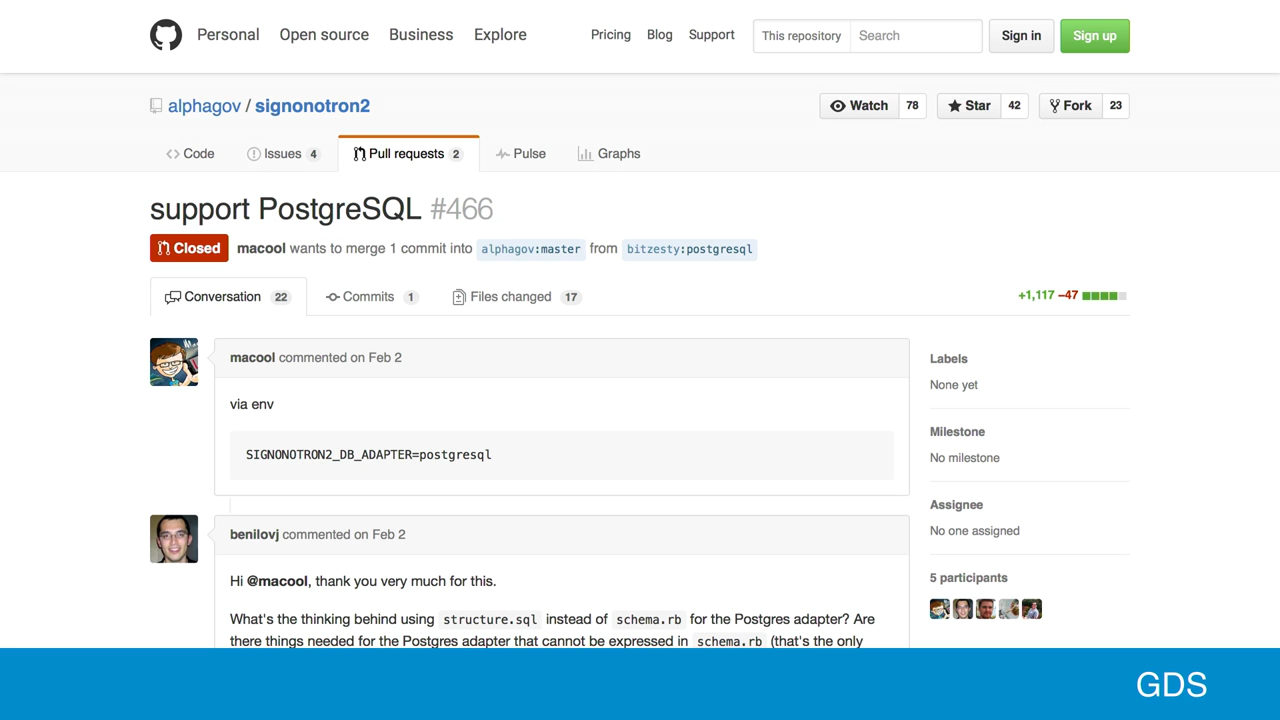 Personal Open source Business Explore Pricing Blog Support This repository Search Sign in Sign up
alphagov / signonotron2 Watch 78 Star 42 Fork 23
Code Issues 4 Pull requests 2 Pulse Graphs
support PostgreSQL #466
Closed macool wants to merge 1 commit into alphagov:master from bitzesty:postgresql
Conversation 22 Commits 1 Files changed 17 +1,117 −47
macool commented on Feb 2
via env
SIGNONOTRON2_DB_ADAPTER=postgresql
benilovj commented on Feb 2
Hi @macool, thank you very much for this.
What's the thinking behind using structure.sql instead of schema.rb for the Postgres adapter? Are
there things needed for the Postgres adapter that cannot be expressed in schema.rb (that's the only
Labels
None yet
Milestone
No milestone
Assignee
No one assigned
5 participants
GDS